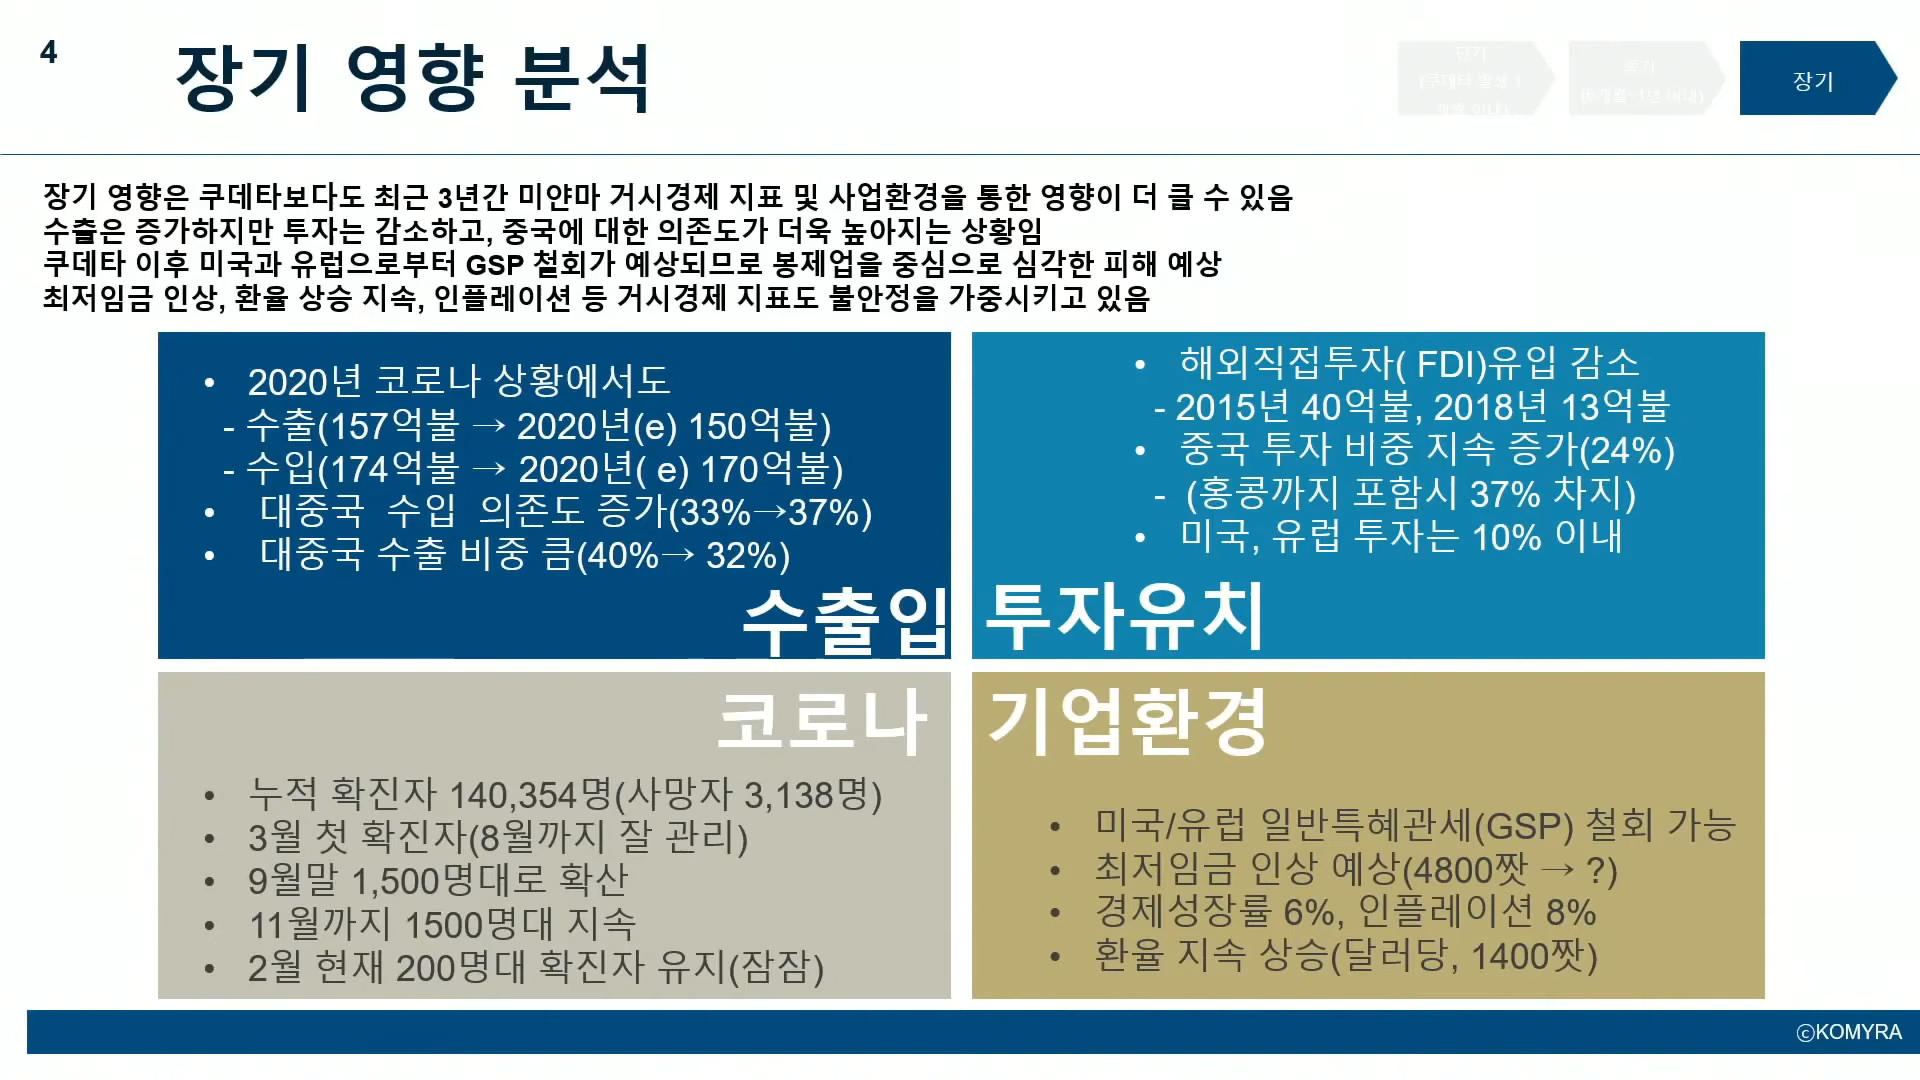 4
장기 영향 분석
단기
장기
장기 영향은 쿠데타보다도 최근 3년간 미얀마 거시경제 지표 및 사업환경을 통한 영향이 더 클 수 있음
수출은 증가하지만 투자는 감소하고, 중국에 대한 의존도가 더욱 높아지는 상황임
쿠데타 이후 미국과 유럽으로부터 GSP 철회가 예상되므로 봉제업을 중심으로 심각한 피해 예상
최저임금 인상, 환율 상승 지속, 인플레이션 등 거시경제 지표도 불안정을 가중시키고 있음
• 2020년 코로나 상황에서도
- 수출(157억불 → 2020년(e) 150억불)
- 수입(174억불 → 2020년( e) 170억불)
• 대중국 수입 의존도 증가(33%→37%)
• 대중국 수출 비중 큼(40%→ 32%)
수출입
• 해외직접투자( FDI)유입 감소
- 2015년 40억불, 2018년 13억불
• 중국 투자 비중 지속 증가(24%)
- (홍콩까지 포함시 37% 차지)
• 미국, 유럽 투자는 10% 이내
투자유치
코로나
• 누적 확진자 140,354명(사망자 3,138명)
• 3월 첫 확진자(8월까지 잘 관리)
• 9월말 1,500명대로 확산
• 11월까지 1500명대 지속
• 2월 현재 200명대 확진자 유지(잠잠)
기업환경
• 미국/유럽 일반특혜관세(GSP) 철회 가능
• 최저임금 인상 예상(4800짯 → ?)
• 경제성장률 6%, 인플레이션 8%
• 환율 지속 상승(달러당, 1400짯)
ⓒKOMYRA